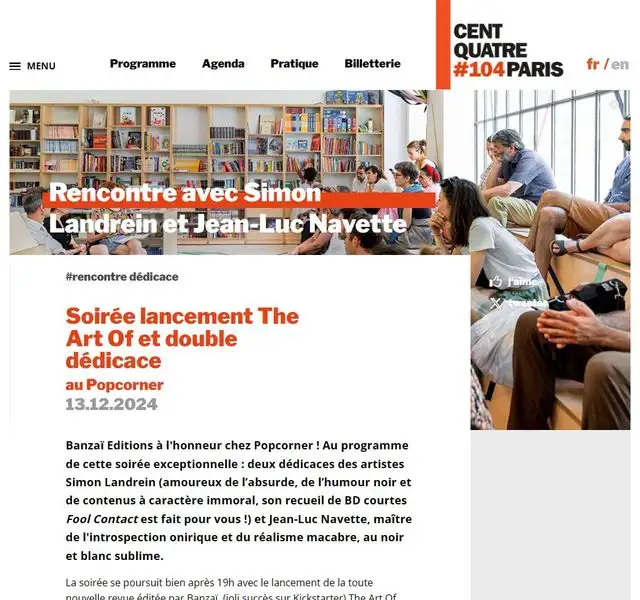 CENT
QUATRE
#104PARIS
MENU
Programme
Agenda
Pratique
Billetterie
fr / en
Rencontre avec Simon
Landrein et Jean-Luc Navette
#rencontre dédicace
j'aime
tweeter
Soirée lancement The
Art Of et double
dédicace
au Popcorner
13.12.2024
Banzaï Editions à l'honneur chez Popcorner ! Au programme
de cette soirée exceptionnelle : deux dédicaces des artistes
Simon Landrein (amoureux de l’absurde, de l’humour noir et
de contenus à caractère immoral, son recueil de BD courtes
Fool Contact est fait pour vous !) et Jean-Luc Navette, maître
de l'introspection onirique et du réalisme macabre, au noir
et blanc sublime.
La soirée se poursuit bien après 19h avec le lancement de la toute
nouvelle revue éditée par Banzaï, (joli succès sur Kickstarter) The Art Of